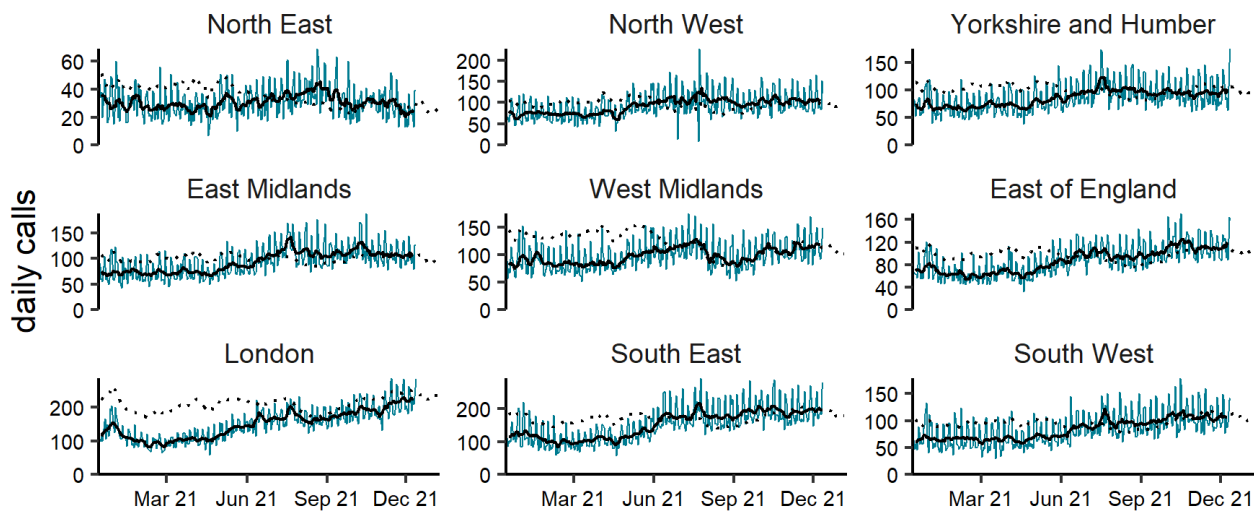 North East
North West
Yorkshire and Humber
60
40
20
0
200
150
100
50
0
150
100
50
0
East Midlands
West Midlands
East of England
150
100
50
0
150
100
50
0
160
120
80
40
0
daily calls
London
South East
South West
200
100
0
200
100
0
150
100
50
0
Mar 21 Jun 21 Sep 21 Dec 21
Mar 21 Jun 21 Sep 21 Dec 21
Mar 21 Jun 21 Sep 21 Dec 21